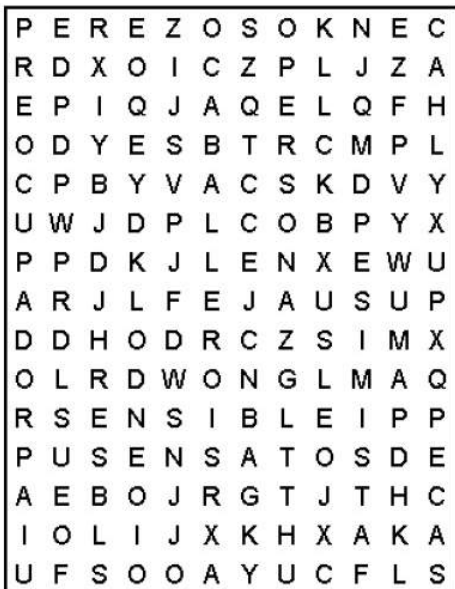 P E R E Z O S O K N E C
R D X O I C Z P L J Z A
E P I Q J A Q E L Q F H
O D Y E S B T R C M P L
C P B Y V A C S K D V Y
U W J D P L C O B P Y X
P P D K J L E N X E W U
A R J L F E J A U S U P
D D H O D R C Z S I M X
O L R D W O N G L M A Q
R S E N S I B L E I P P
P U S E N S A T O S D E
A E B O J R G T J T H C
I O L I J X K H X A K A
U F S O O A Y U C F L S